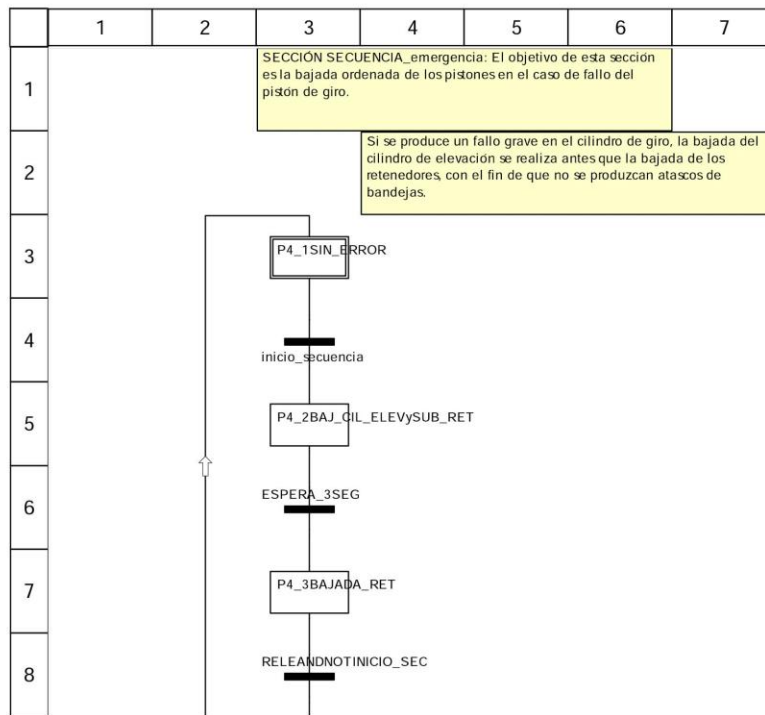 1 2 3 4 5 6 7
1
SECCIÓN SECUENCIA_emergencia: El objetivo de esta sección
es la bajada ordenada de los pistones en el caso de fallo del
pistón de giro.
2
Si se produce un fallo grave en el cilindro de giro, la bajada del
cilindro de elevación se realiza antes que la bajada de los
retenedores, con el fin de que no se produzcan atascos de
bandejas.
3
P4_1SIN_ERROR
4
inicio_secuencia
5
P4_2BAJ_CIL_ELEVySUB_RET
6
ESPERA_3SEG
7
P4_3BAJADA_RET
8
RELEANDNOTINICIO_SEC